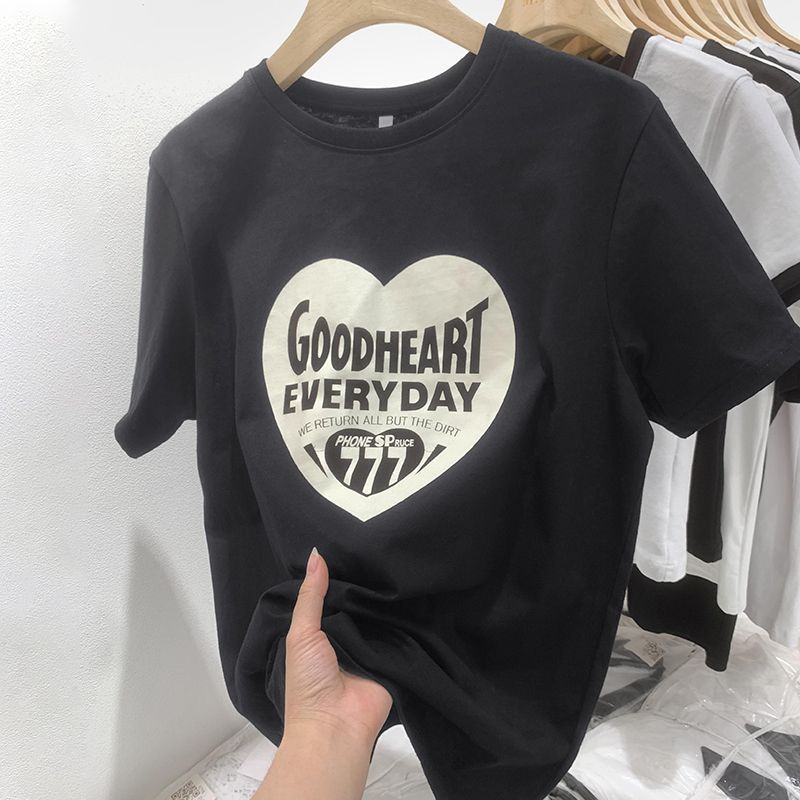 GOODHEART
EVERYDAY
WE RETURN ALL BUT THE DIRT
PHONE SPRUCE
777